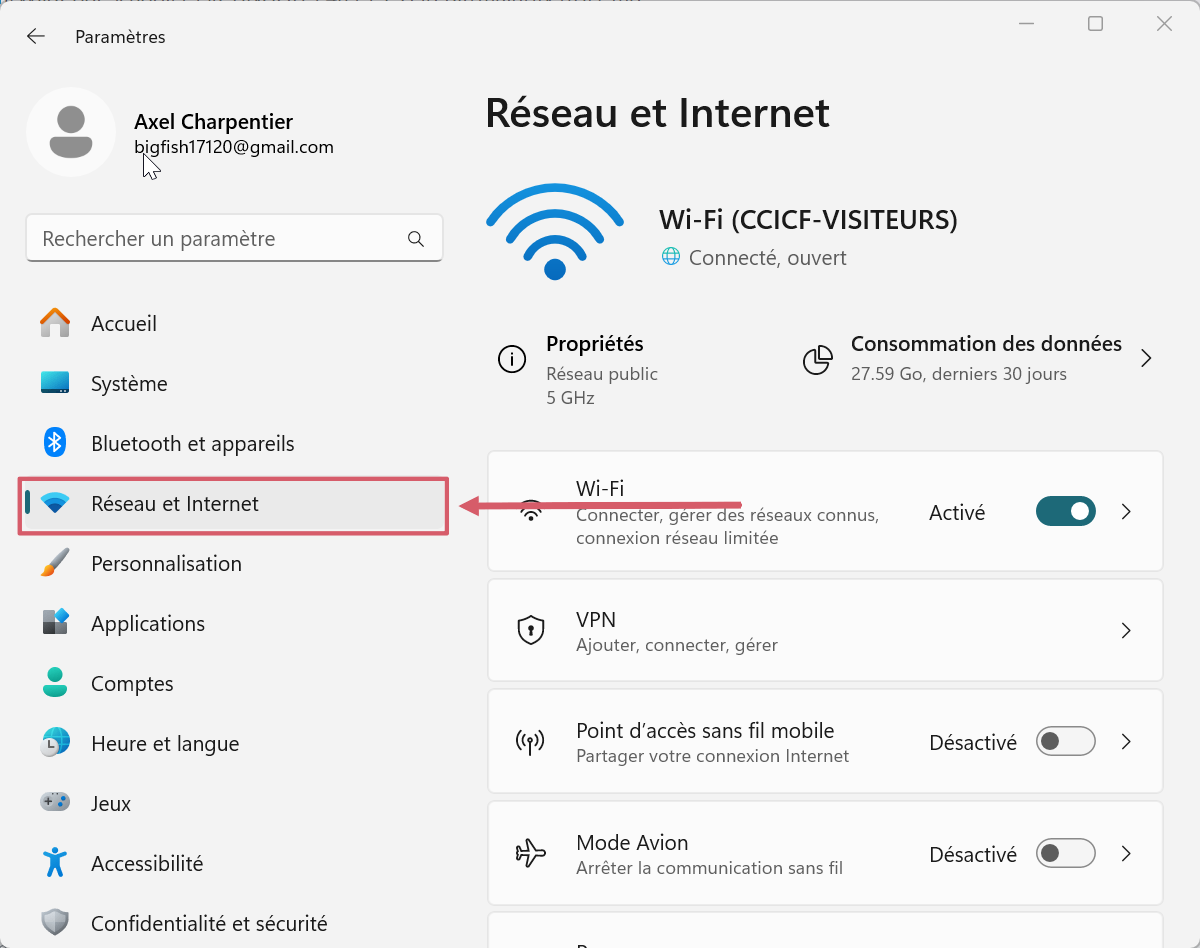 Paramètres
Axel Charpentier
bigfish17120@gmail.com
Rechercher un paramètre
Accueil
Système
Bluetooth et appareils
Réseau et Internet
Personnalisation
Applications
Comptes
Heure et langue
Jeux
Accessibilité
Confidentialité et sécurité
Réseau et Internet
Wi-Fi (CCICF-VISITEURS)
Connecté, ouvert
Propriétés
Réseau public
5 GHz
Consommation des données
27.59 Go, derniers 30 jours
Wi-Fi
Connecter, gérer des réseaux connus,
connexion réseau limitée
Activé
VPN
Ajouter, connecter, gérer
Point d’accès sans fil mobile
Partager votre connexion Internet
Désactivé
Mode Avion
Arrêter la communication sans fil
Désactivé